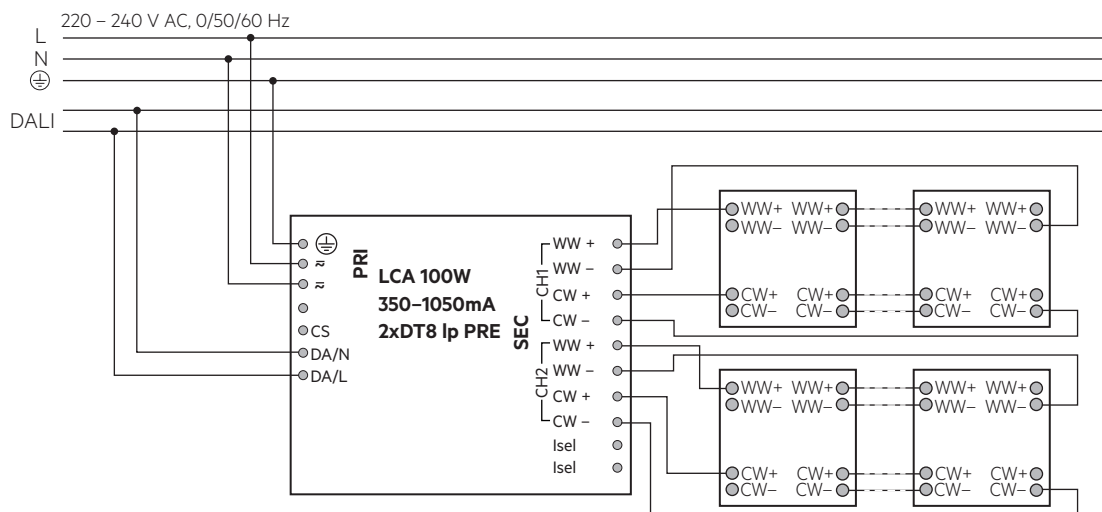 220 – 240 V AC, 0/50/60 Hz
L
N
DALI
PRI
LCA 100W
350–1050mA
2xDT8 lp PRE
SEC
≂
≂
CS
DA/N
DA/L
CH1
WW +
WW –
CW +
CW –
CH2
WW +
WW –
CW +
CW –
Isel
Isel
WW+ WW+ WW+ WW+
WW– WW– WW– WW–
CW+ CW+ CW+ CW+
CW– CW– CW– CW–
WW+ WW+ WW+ WW+
WW– WW– WW– WW–
CW+ CW+ CW+ CW+
CW– CW– CW– CW–